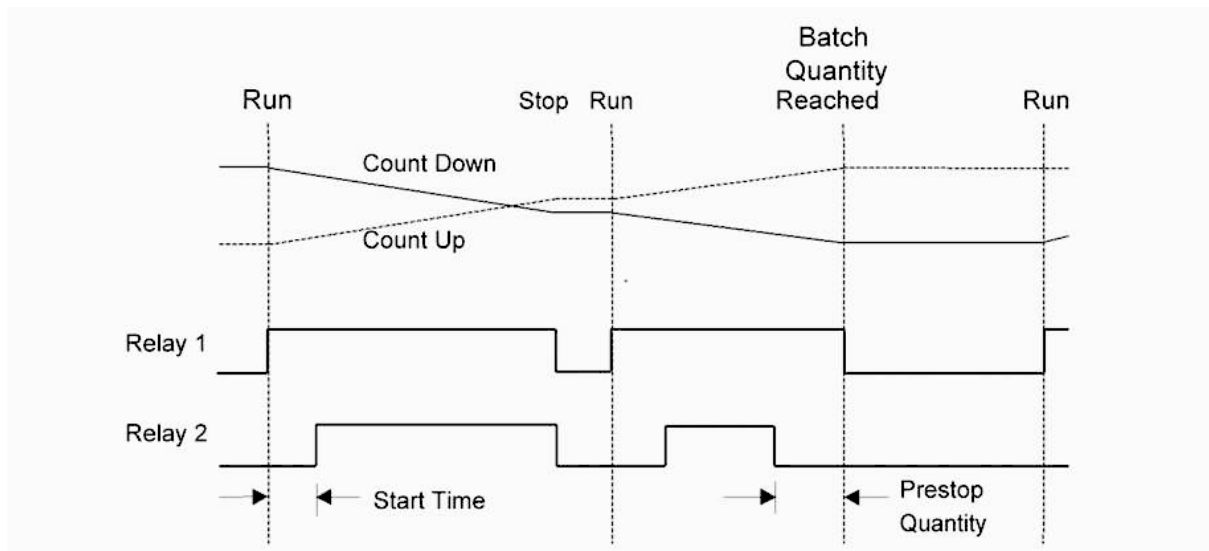 Batch
Quantity
Run Stop Run Reached Run
Count Down
Count Up
Relay 1
Relay 2
Start Time
Prestop
Quantity